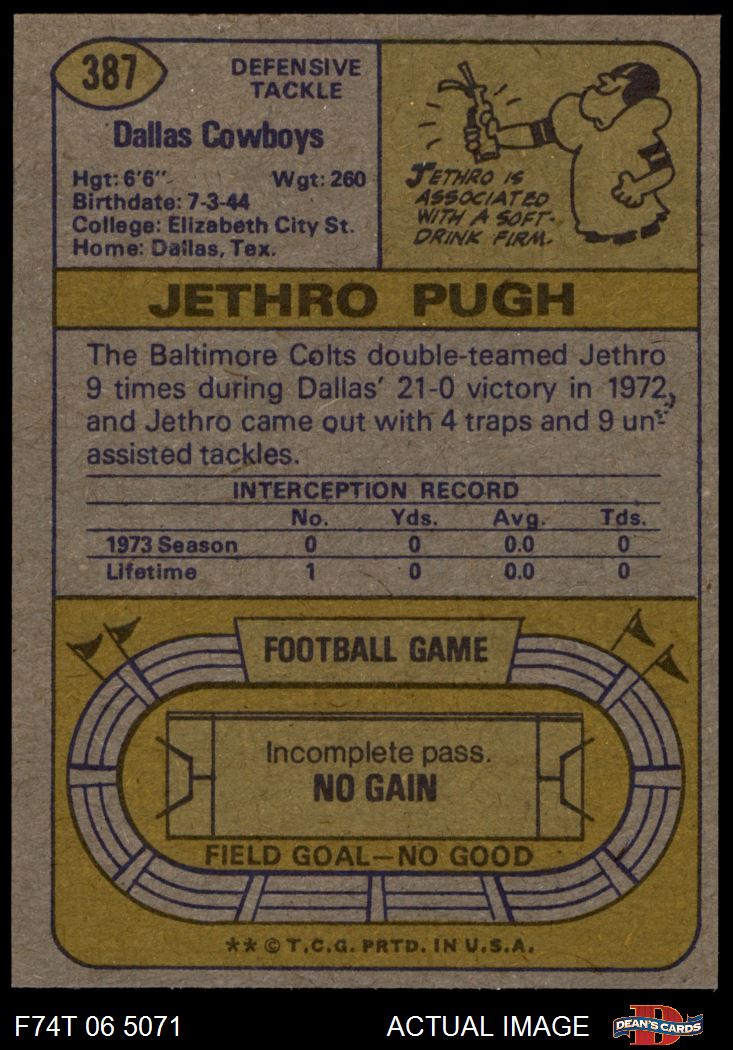 387
DEFENSIVE
TACKLE
Dallas Cowboys
Hgt: 6'6" Wgt: 260
Birthdate: 7-3-44
College: Elizabeth City St.
Home: Dallas, Tex.
JETHRO IS
ASSOCIATED
WITH A SOFT-
DRINK FIRM.
JETHRO PUGH
The Baltimore Colts double-teamed Jethro
9 times during Dallas' 21-0 victory in 1972,
and Jethro came out with 4 traps and 9 un-
assisted tackles.
INTERCEPTION RECORD
No. Yds. Avg. Tds.
1973 Season 0 0 0.0 0
Lifetime 1 0 0.0 0
FOOTBALL GAME
Incomplete pass.
NO GAIN
FIELD GOAL—NO GOOD
** © T.C.G. PRTD. IN U.S.A.
F74T 06 5071 ACTUAL IMAGE
D
DEAN'S CARDS